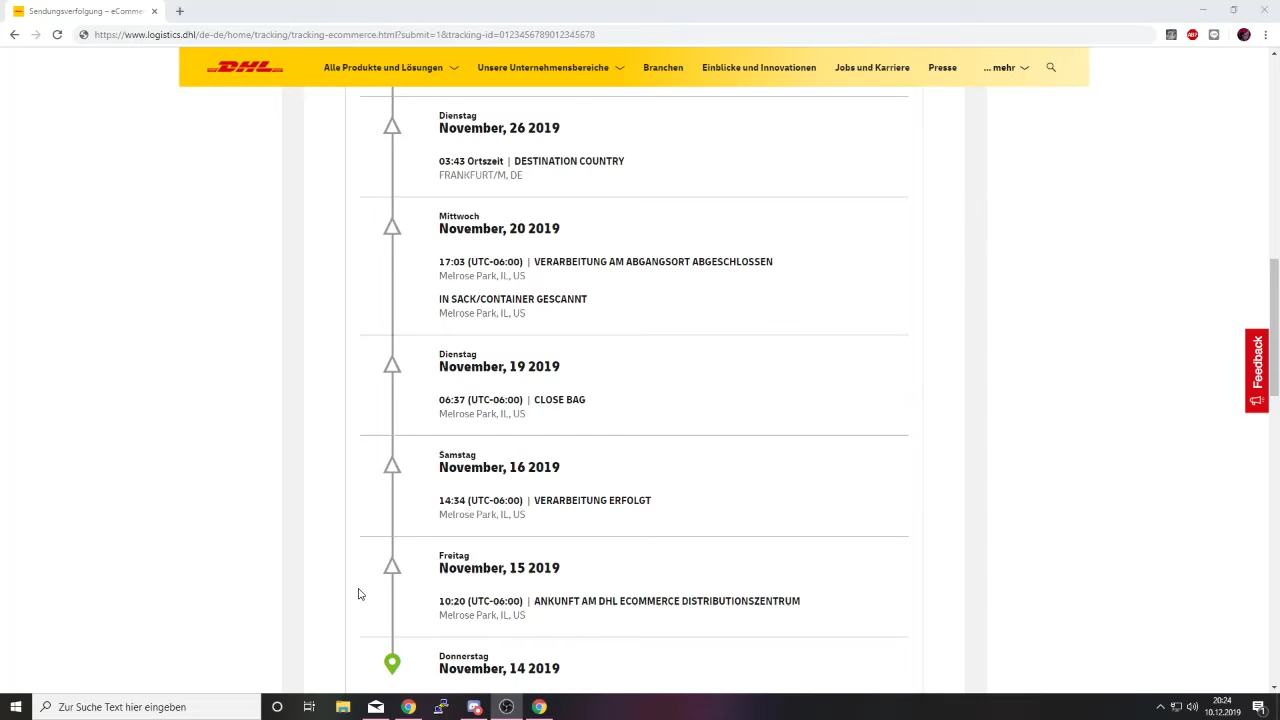 Sendungsverfolgung – eComme
https://www.logistics.dhl/de-de/home/tracking/tracking-ecommerce.html?submit=1&tracking-id=0123456789012345678
DHL
Alle Produkte und Lösungen
Unsere Unternehmensbereiche
Branchen
Einblicke und Innovationen
Jobs und Karriere
Presse
... mehr
Dienstag
November, 26 2019
03:43 Ortszeit | DESTINATION COUNTRY
FRANKFURT/M, DE
Mittwoch
November, 20 2019
17:03 (UTC-06:00) | VERARBEITUNG AM ABGANGSORT ABGESCHLOSSEN
Melrose Park, IL, US
IN SACK/CONTAINER GESCANNT
Melrose Park, IL, US
Dienstag
November, 19 2019
06:37 (UTC-06:00) | CLOSE BAG
Melrose Park, IL, US
Samstag
November, 16 2019
14:34 (UTC-06:00) | VERARBEITUNG ERFOLGT
Melrose Park, IL, US
Freitag
November, 15 2019
10:20 (UTC-06:00) | ANKUNFT AM DHL ECOMMERCE DISTRIBUTIONSZENTRUM
Melrose Park, IL, US
Donnerstag
November, 14 2019
Feedback
Zur Suche Text hier eingeben
20:24
10.12.2019